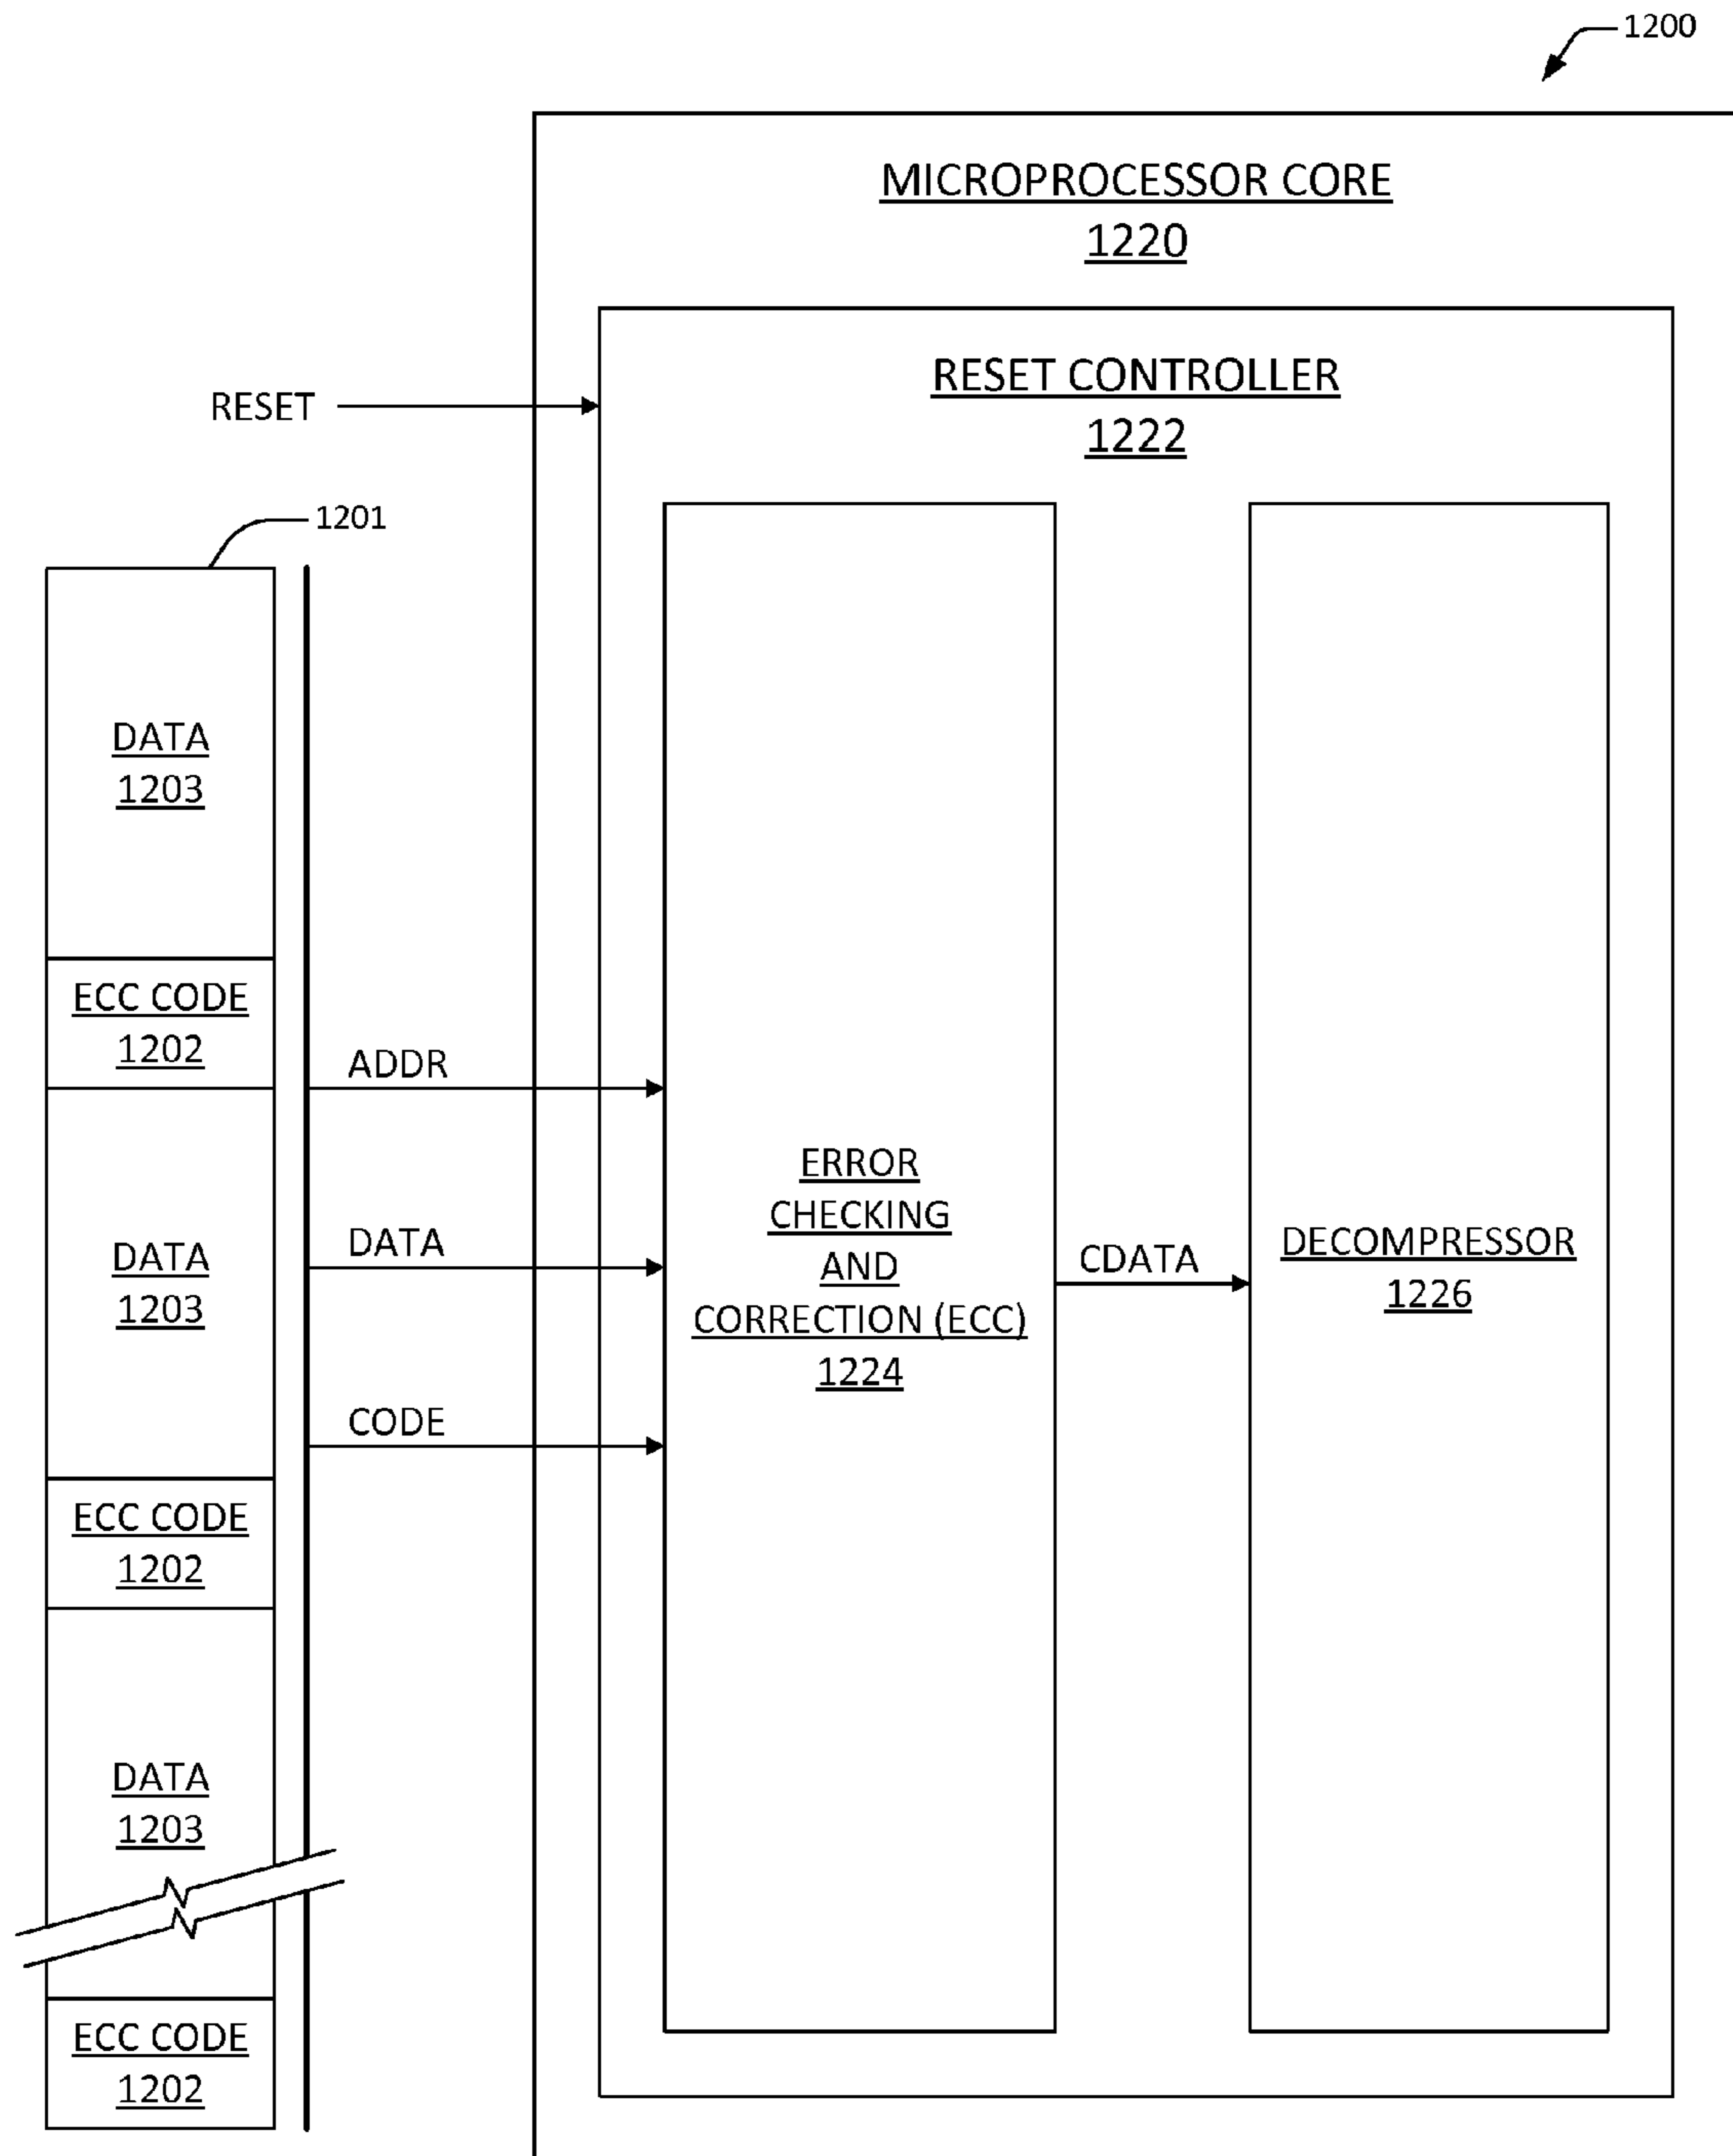 1200
MICROPROCESSOR CORE
1220
RESET CONTROLLER
1222
RESET
1201
DATA
1203
ECC CODE
1202
DATA
1203
ECC CODE
1202
DATA
1203
ECC CODE
1202
ADDR
DATA
CODE
ERROR
CHECKING
AND
CORRECTION (ECC)
1224
CDATA
DECOMPRESSOR
1226